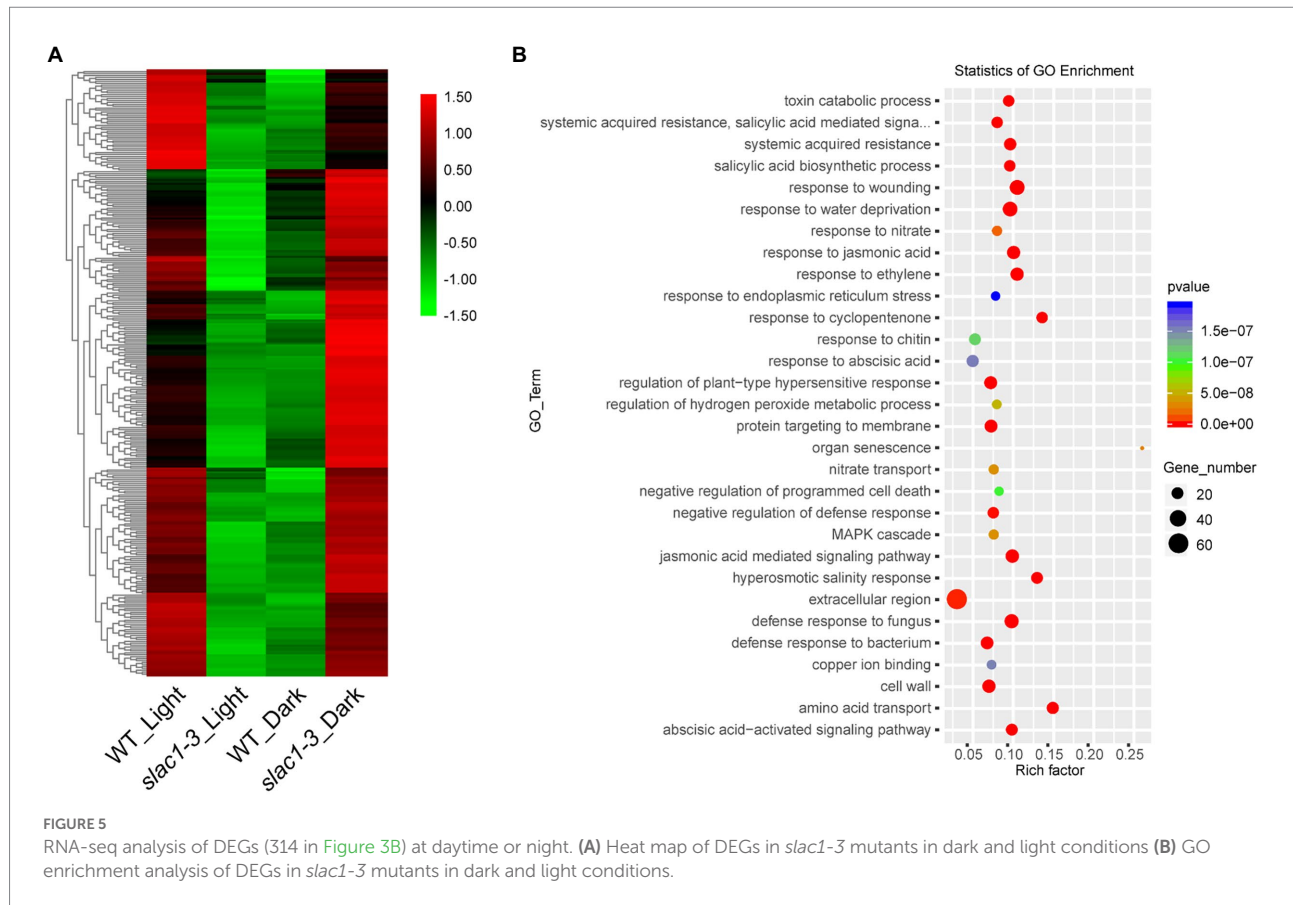 A
1.50
1.00
0.50
0.00
-0.50
-1.00
-1.50
WT_Light
slac1-3_Light
WT_Dark
slac1-3_Dark
B
Statistics of GO Enrichment
GO_Term
toxin catabolic process
systemic acquired resistance, salicylic acid mediated signa...
systemic acquired resistance
salicylic acid biosynthetic process
response to wounding
response to water deprivation
response to nitrate
response to jasmonic acid
response to ethylene
response to endoplasmic reticulum stress
response to cyclopentenone
response to chitin
response to abscisic acid
regulation of plant-type hypersensitive response
regulation of hydrogen peroxide metabolic process
protein targeting to membrane
organ senescence
nitrate transport
negative regulation of programmed cell death
negative regulation of defense response
MAPK cascade
jasmonic acid mediated signaling pathway
hyperosmotic salinity response
extracellular region
defense response to fungus
defense response to bacterium
copper ion binding
cell wall
amino acid transport
abscisic acid−activated signaling pathway
0.05 0.10 0.15 0.20 0.25
Rich factor
pvalue
1.5e−07
1.0e−07
5.0e−08
0.0e+00
Gene_number
20
40
60
FIGURE 5
RNA-seq analysis of DEGs (314 in Figure 3B) at daytime or night. (A) Heat map of DEGs in slac1-3 mutants in dark and light conditions (B) GO
enrichment analysis of DEGs in slac1-3 mutants in dark and light conditions.